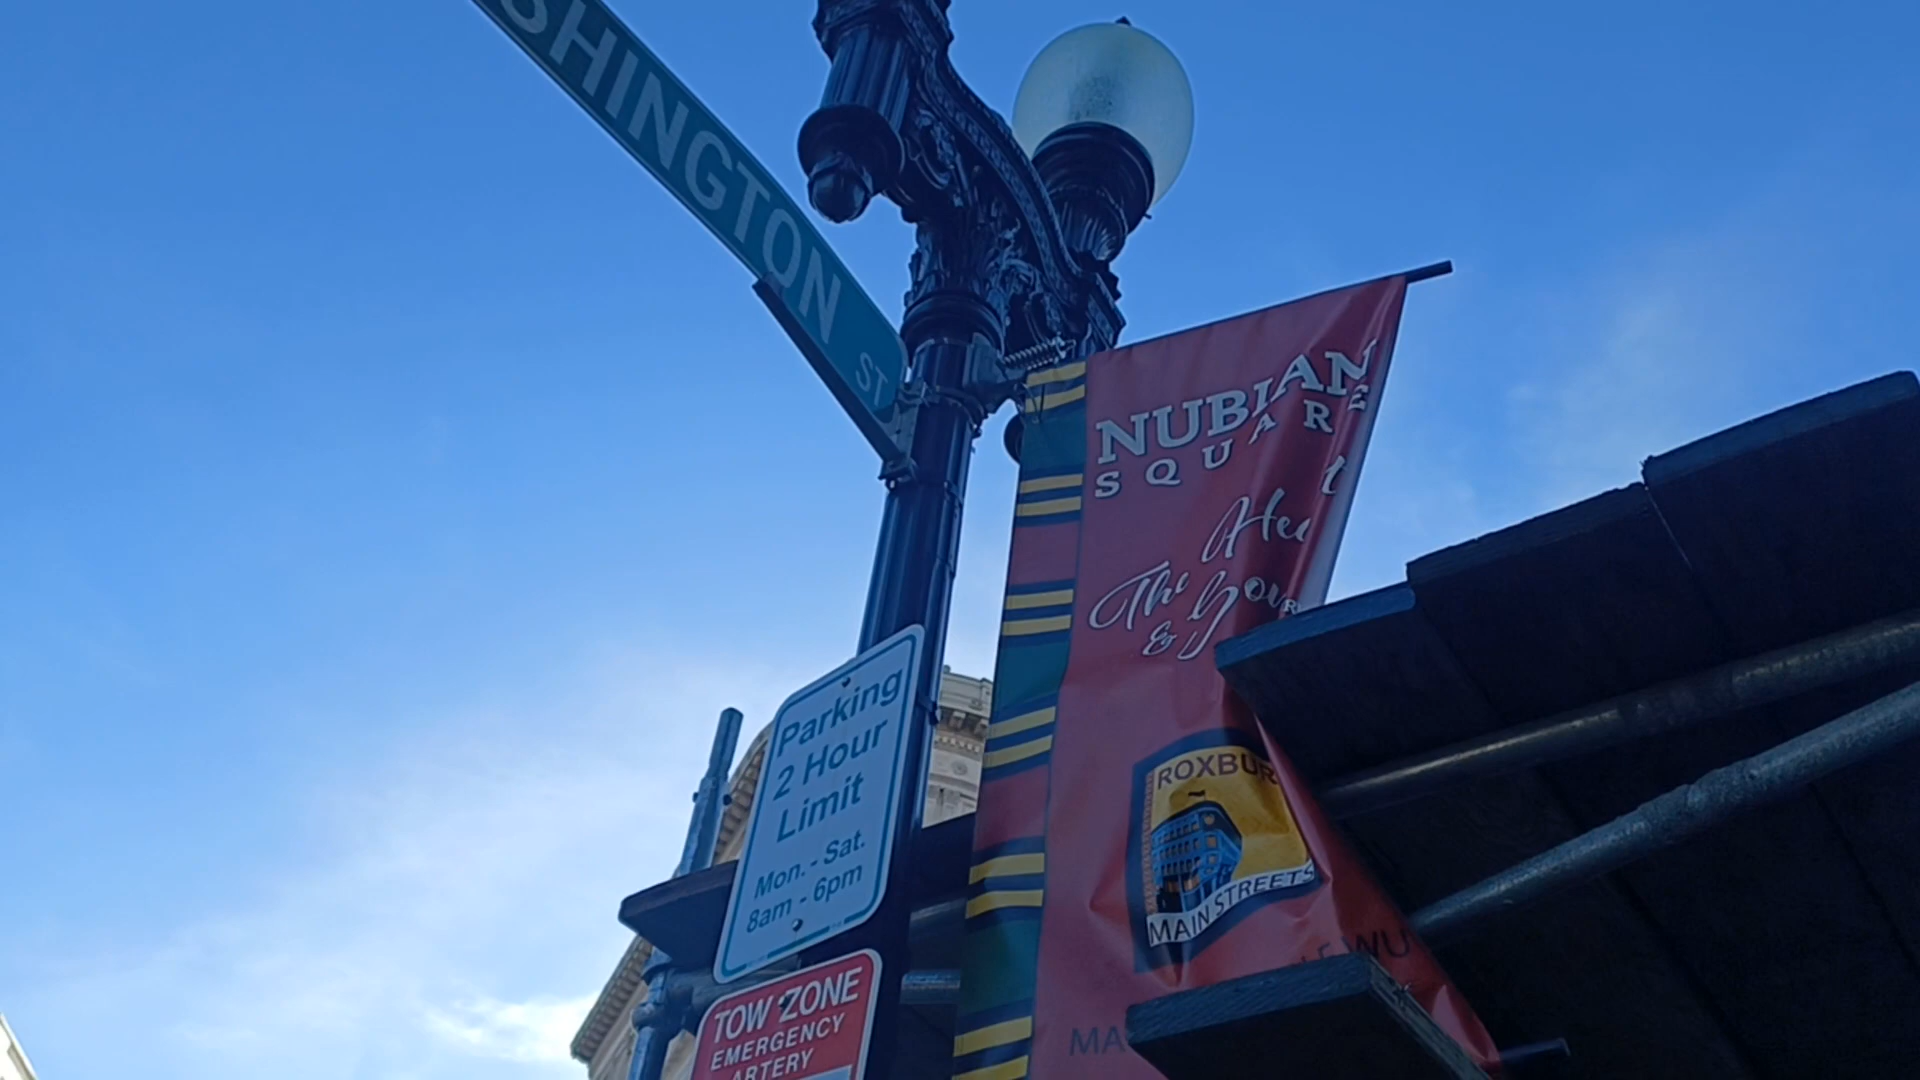 SHINGTON ST
NUBIAN
SQUARE
The
&
ROXBUR
MAIN STREETS
Parking
2 Hour
Limit
Mon. - Sat.
8am - 6pm
TOW ZONE
EMERGENCY
ARTERY